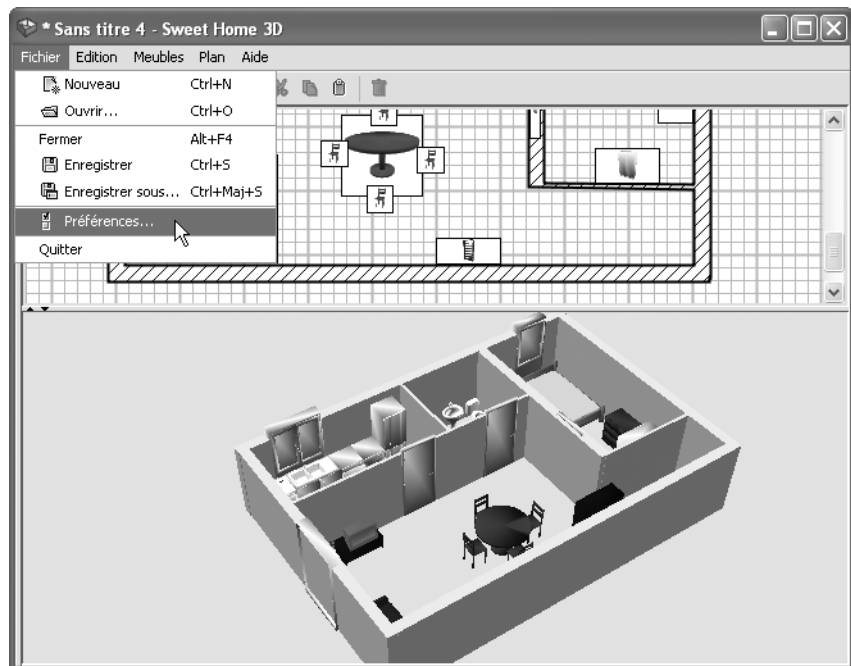 * Sans titre 4 - Sweet Home 3D
Fichier Edition Meubles Plan Aide
Nouveau Ctrl+N
Ouvrir... Ctrl+O
Fermer Alt+F4
Enregistrer Ctrl+S
Enregistrer sous... Ctrl+Maj+S
Préférences...
Quitter